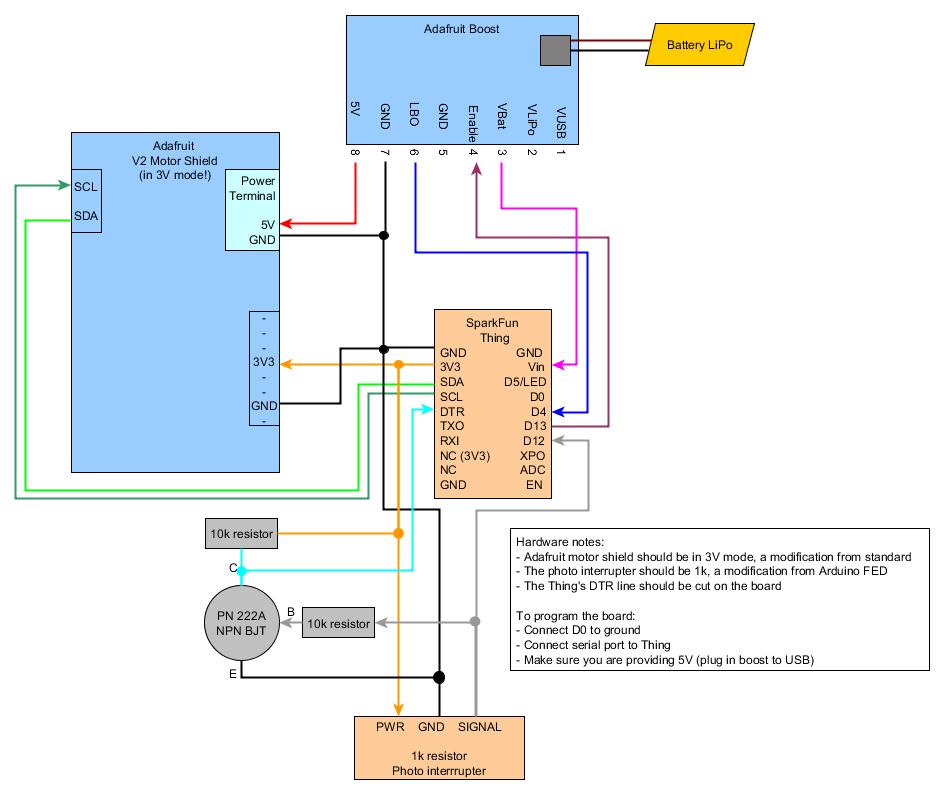 Adafruit Boost
Battery LiPo
5V
GND
LBO
GND
Enable
VBat
VLiPo
VUSB
8
7
6
5
4
3
2
1
Adafruit
V2 Motor Shield
(in 3V mode!)
SCL
SDA
Power
Terminal
5V
GND
-
-
-
3V3
-
-
GND
-
SparkFun
Thing
GND GND
3V3 Vin
SDA D5/LED
SCL D0
DTR D4
TXO D13
RXI D12
NC (3V3) XPO
NC ADC
GND EN
10k resistor
C
PN 222A
NPN BJT
B
10k resistor
E
Hardware notes:
- Adafruit motor shield should be in 3V mode, a modification from standard
- The photo interrupter should be 1k, a modification from Arduino FED
- The Thing's DTR line should be cut on the board
To program the board:
- Connect D0 to ground
- Connect serial port to Thing
- Make sure you are providing 5V (plug in boost to USB)
PWR GND SIGNAL
1k resistor
Photo interrrupter